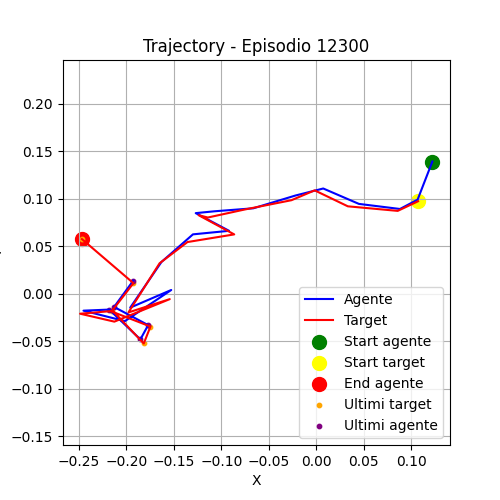 Trajectory - Episodio 12300
0.20
0.15
0.10
0.05
0.00
−0.05
−0.10
−0.15
−0.25 −0.20 −0.15 −0.10 −0.05 0.00 0.05 0.10
X
Agente
Target
Start agente
Start target
End agente
Ultimi target
Ultimi agente